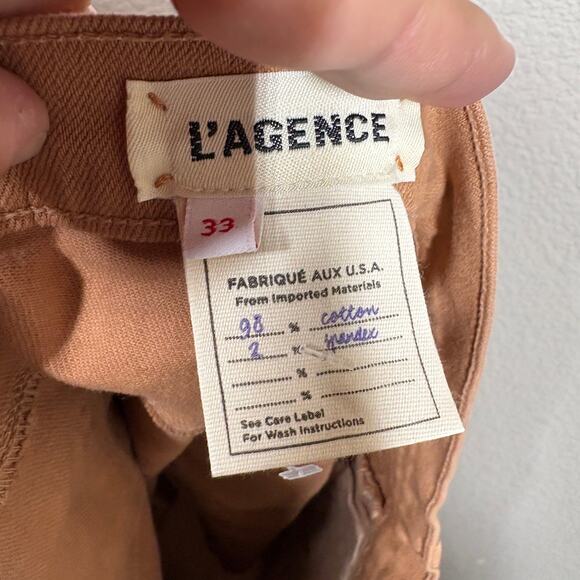 L'AGENCE
33
FABRIQUÉ AUX U.S.A.
From Imported Materials
98 % cotton
2 % spandex
%
%
See Care Label
For Wash Instructions